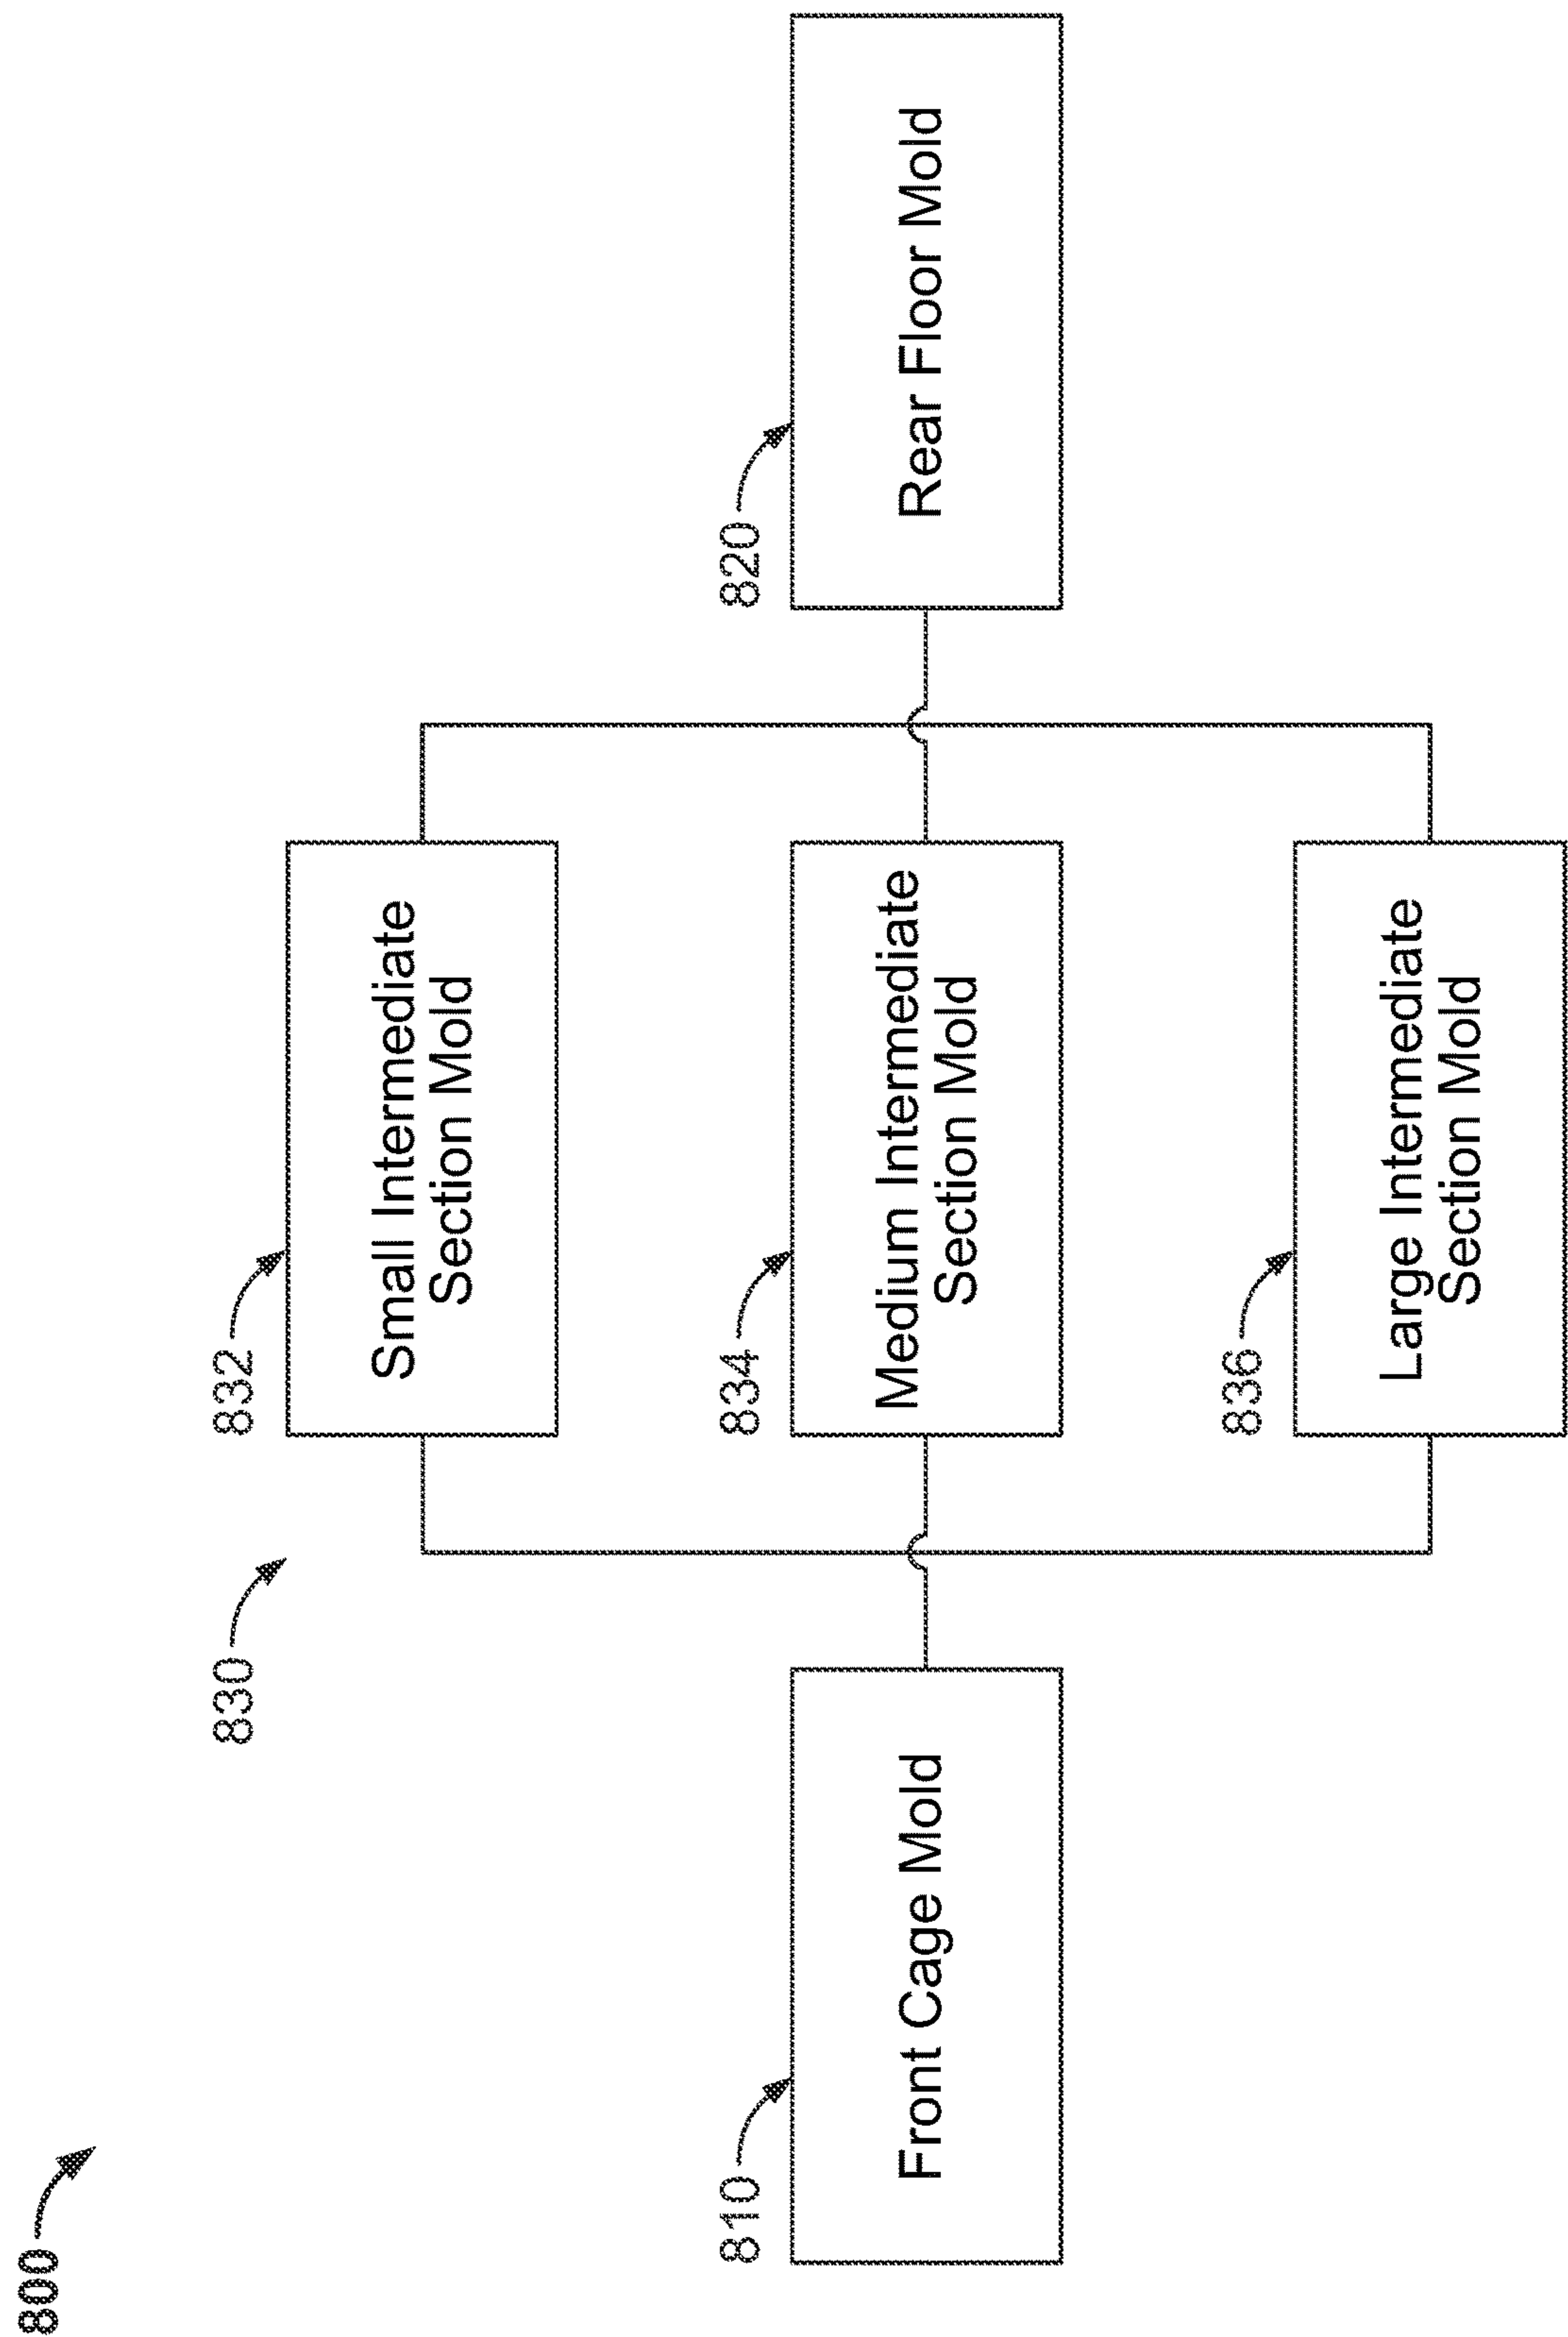 800
830
832
Small Intermediate
Section Mold
810
Front Cage Mold
834
Medium Intermediate
Section Mold
820
Rear Floor Mold
836
Large Intermediate
Section Mold